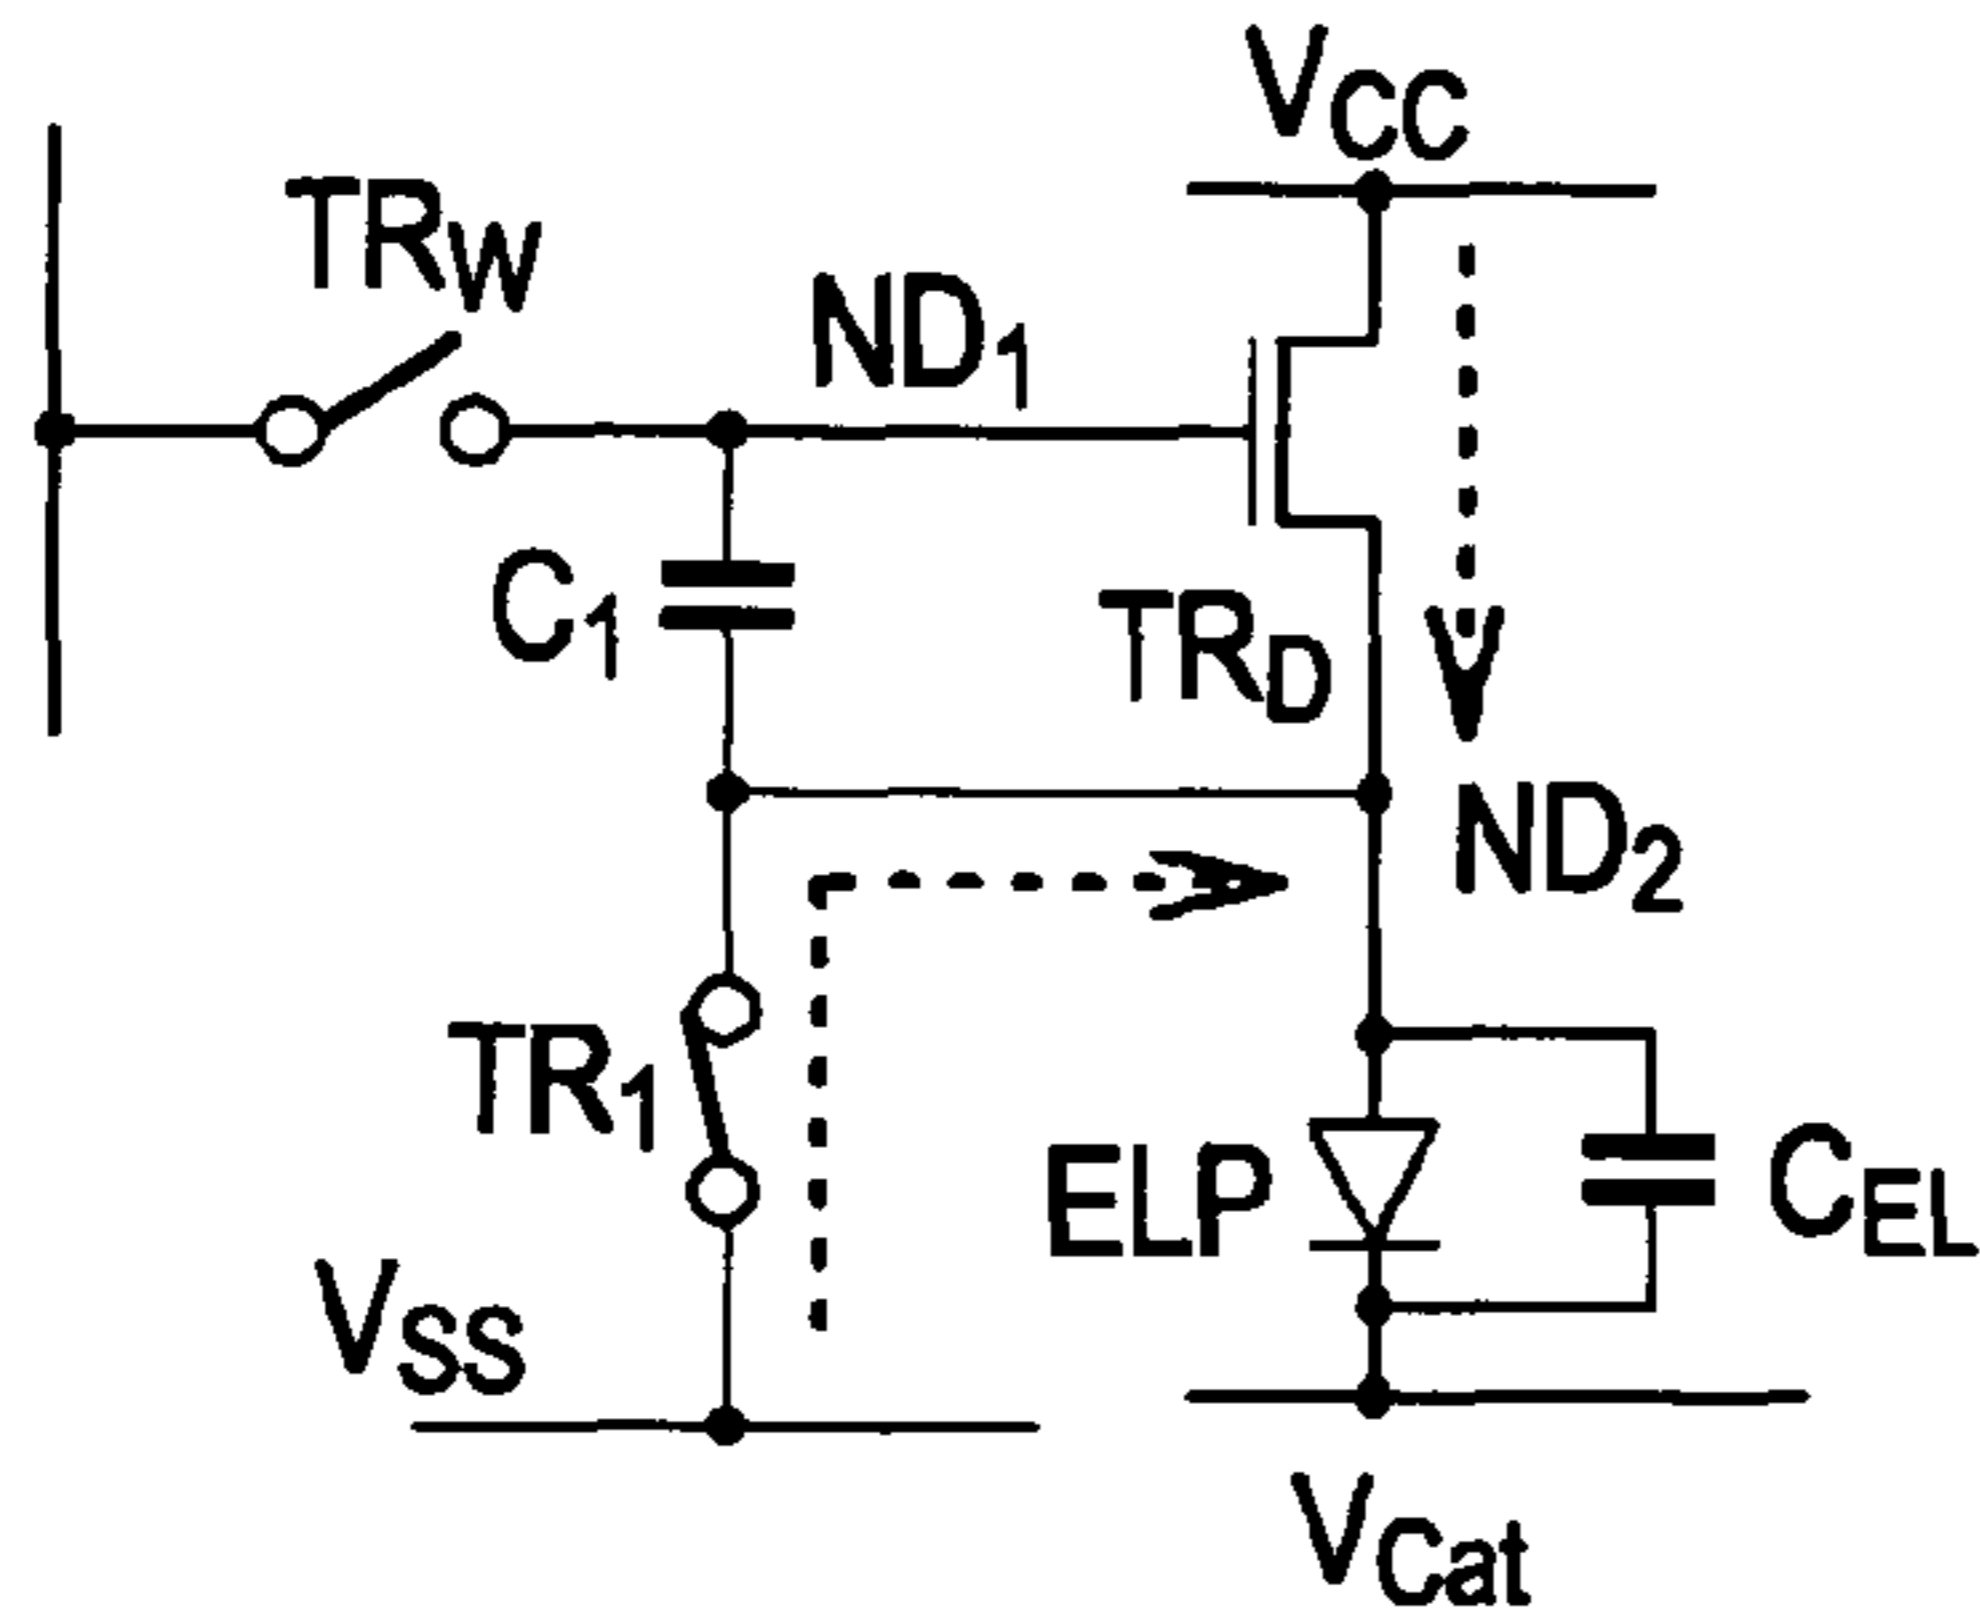 VCC
TRW
ND1
C1
TRD
ND2
TR1
ELP
CEL
VSS
VCat